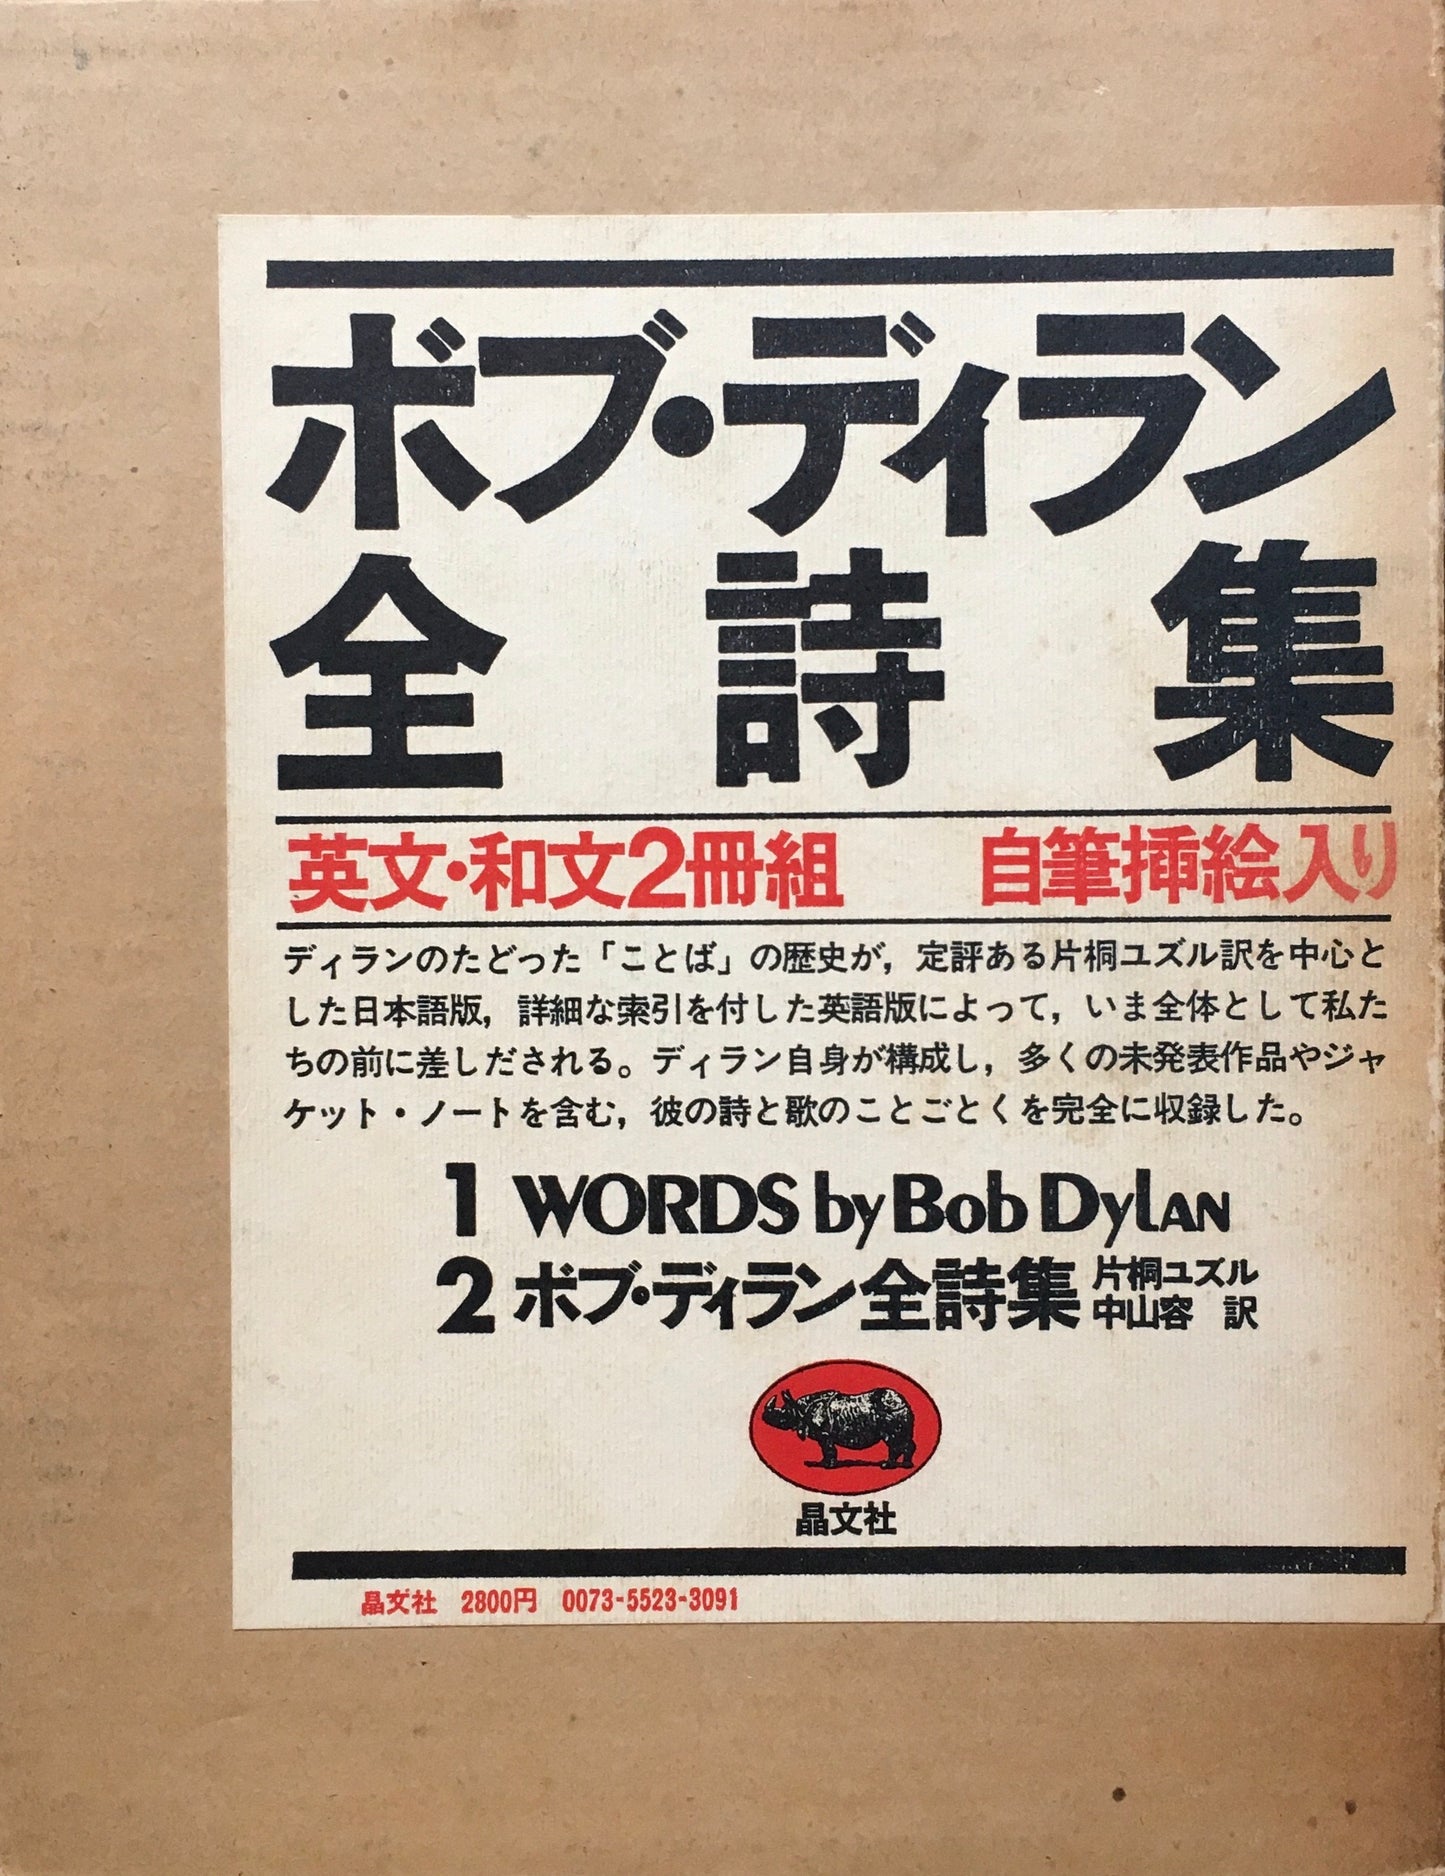 ボブ・ディラン
全詩集
英文・和文2冊組　自筆挿絵入り
ディランのたどった「ことば」の歴史が，定評ある片桐ユズル訳を中心と
した日本語版，詳細な索引を付した英語版によって，いま全体として私た
ちの前に差しだされる。ディラン自身が構成し，多くの未発表作品やジャ
ケット・ノートを含む，彼の詩と歌のことごとくを完全に収録した。
1 WORDS by Bob Dylan
2 ボブ・ディラン全詩集 片桐ユズル
中山容　訳
晶文社
晶文社　2800円　0073-5523-3091